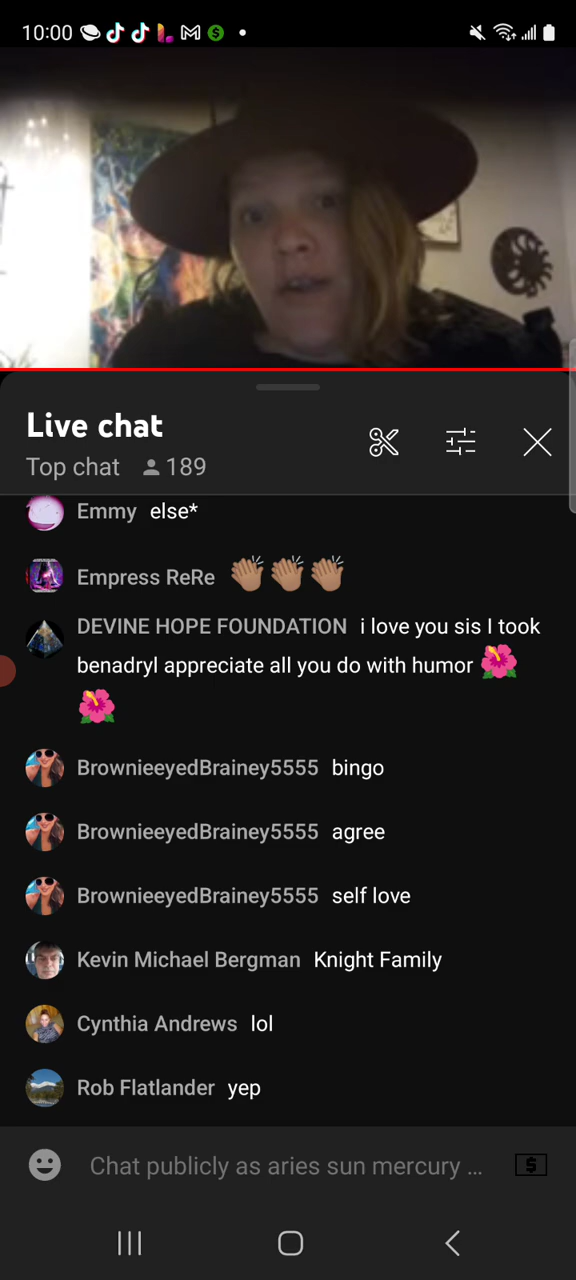 10:00
Live chat
Top chat 189
Emmy else*
Empress ReRe
DEVINE HOPE FOUNDATION i love you sis I took
benadryl appreciate all you do with humor
BrownieeyedBrainey5555 bingo
BrownieeyedBrainey5555 agree
BrownieeyedBrainey5555 self love
Kevin Michael Bergman Knight Family
Cynthia Andrews lol
Rob Flatlander yep
Chat publicly as aries sun mercury ...